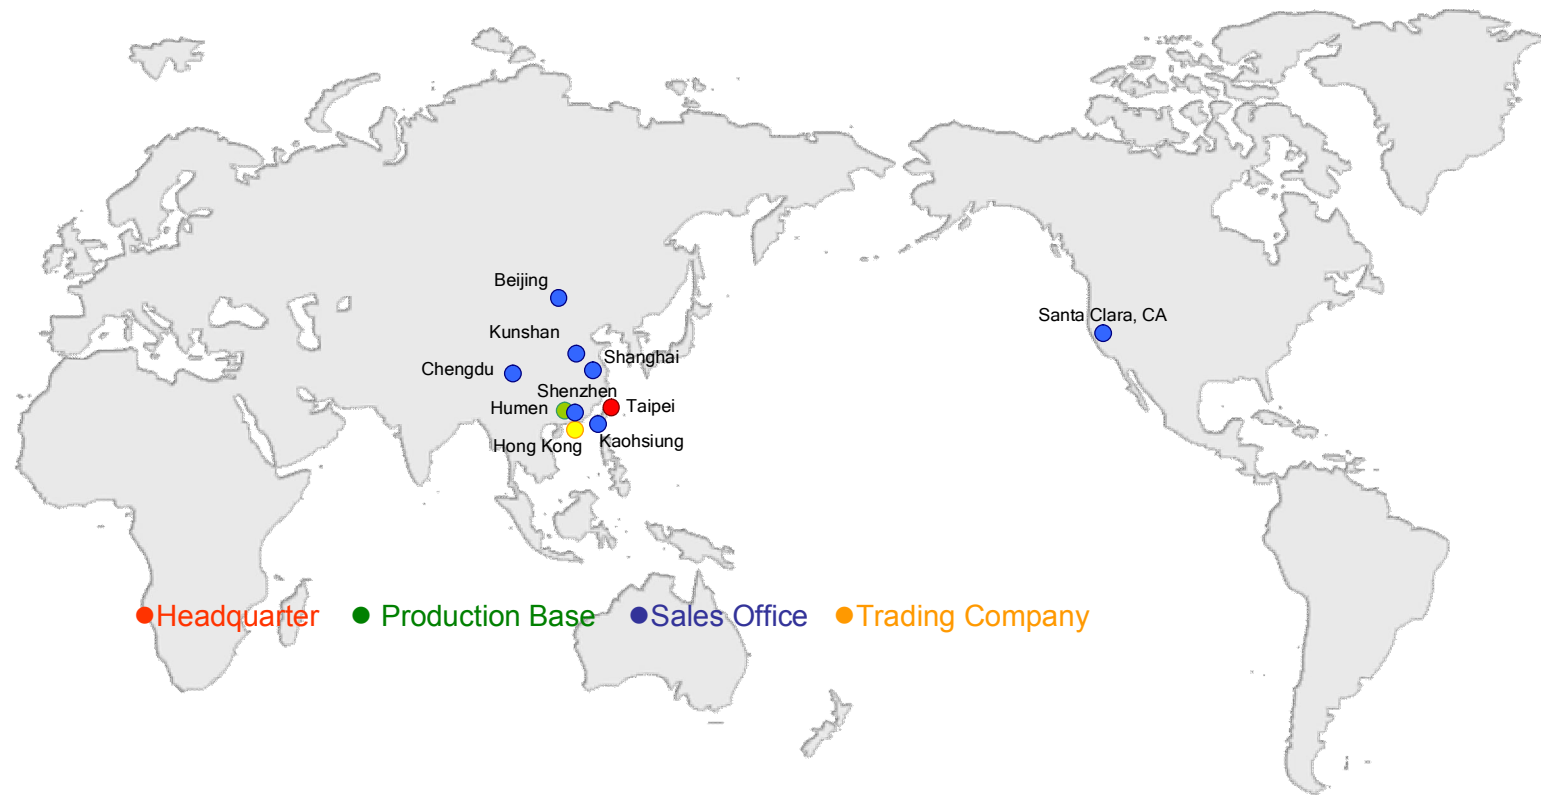 Beijing
Santa Clara, CA
Kunshan
Shanghai
Chengdu
Shenzhen
Humen
Taipei
Hong Kong
Kaohsiung
Headquarter
Production Base
Sales Office
Trading Company